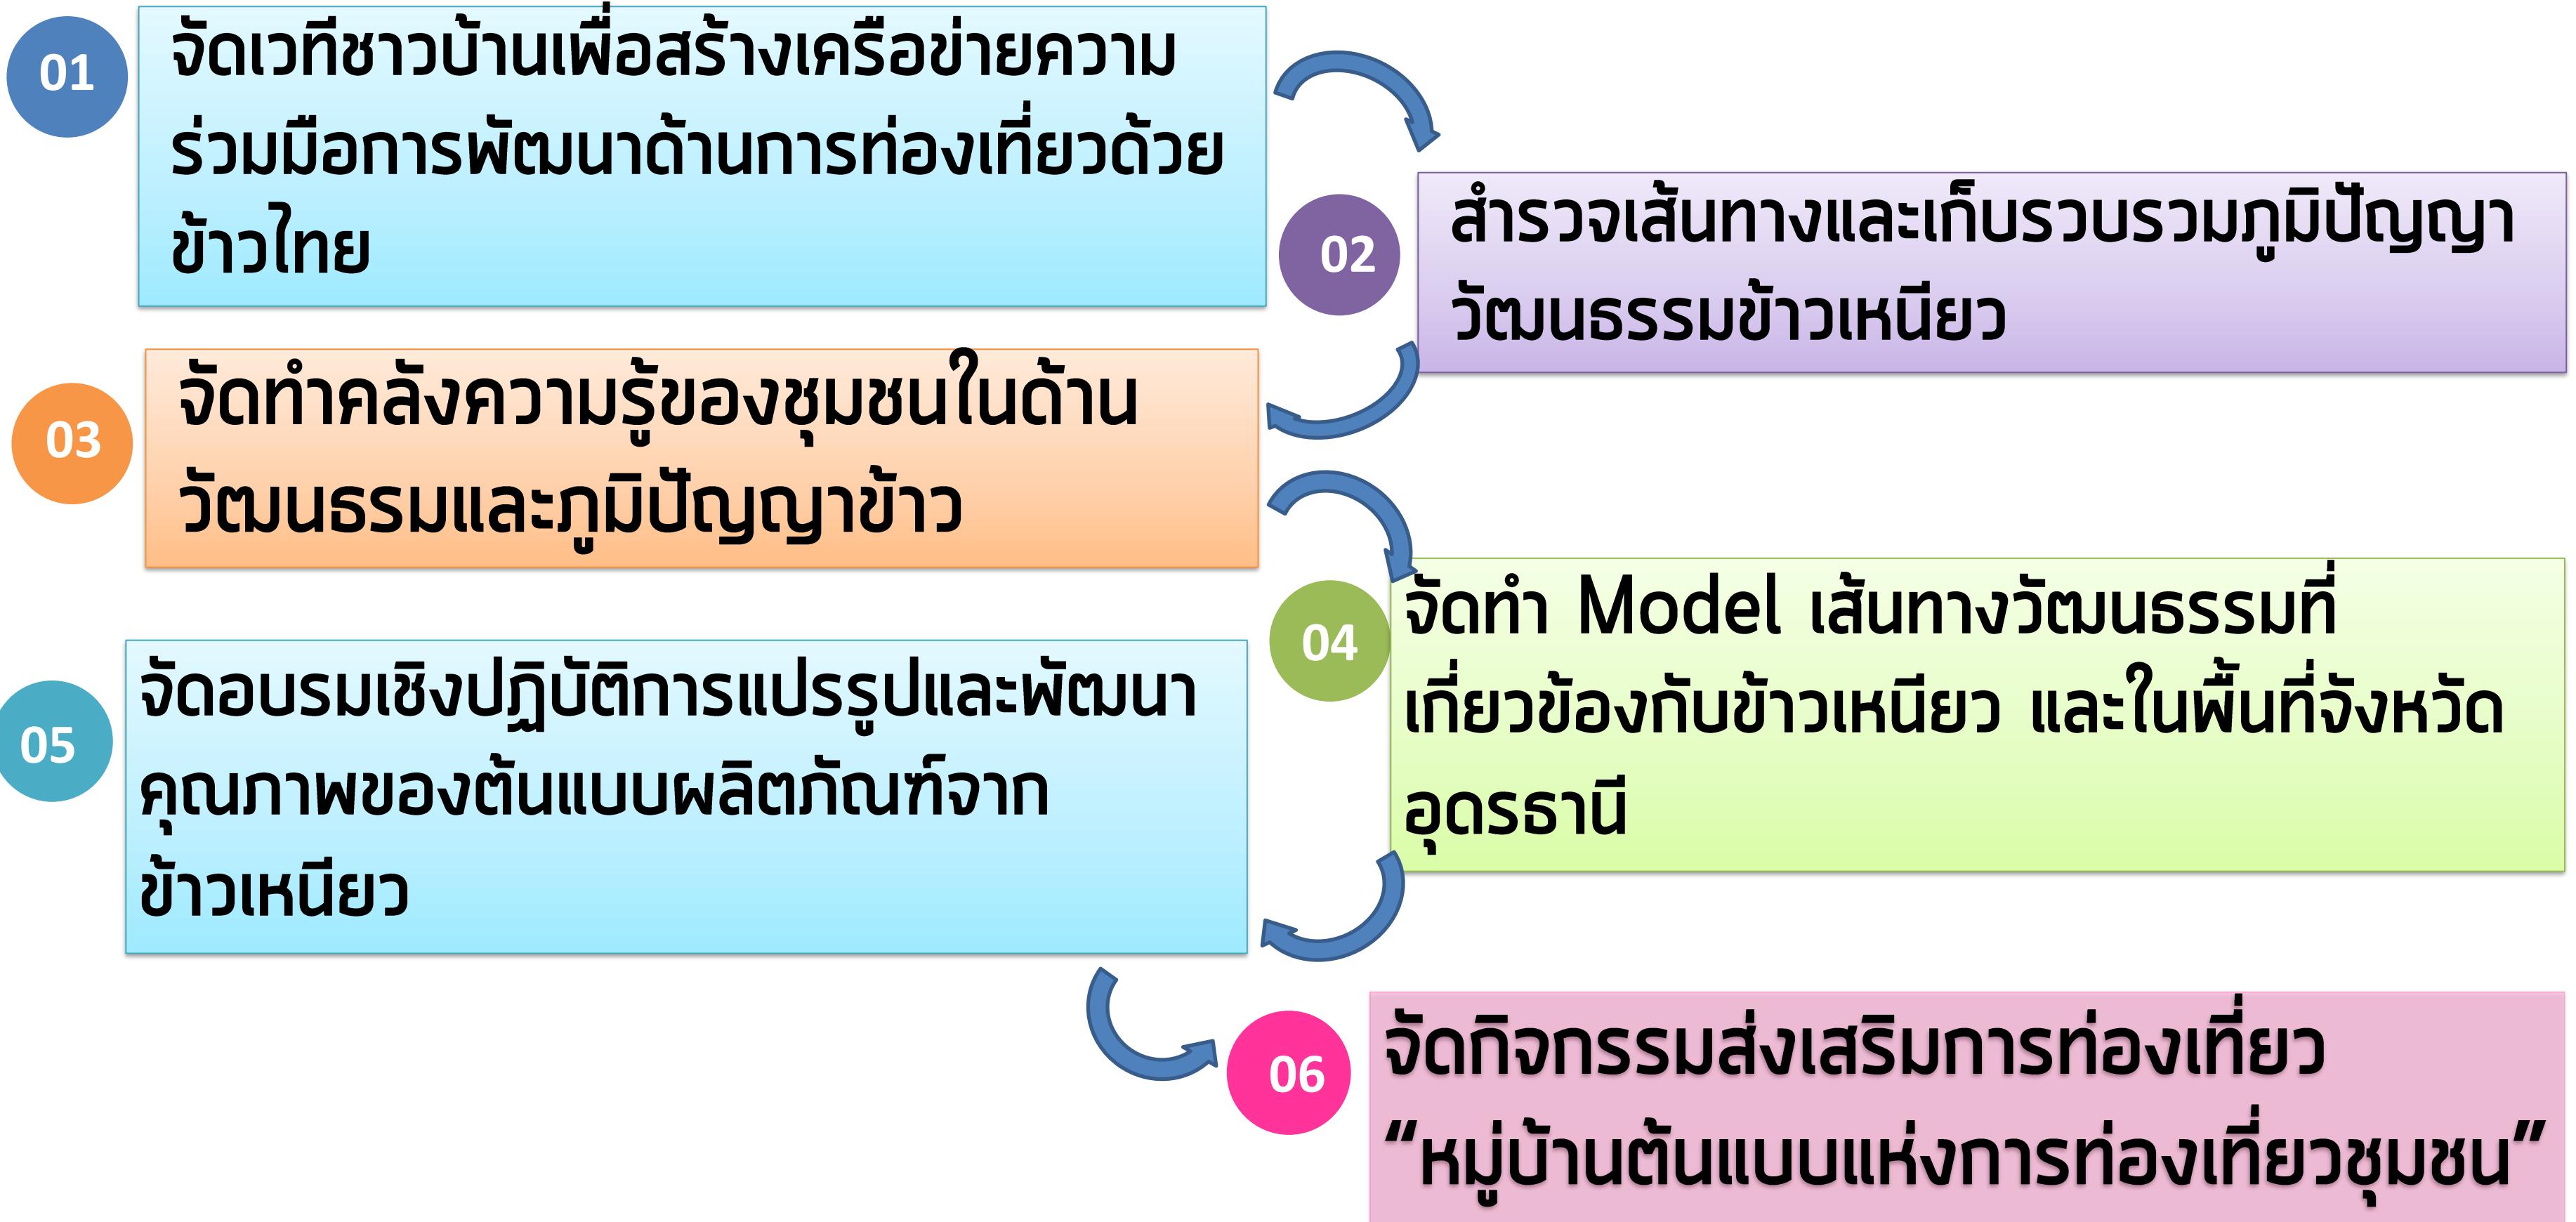 01
จัดเวทีชาวบ้านเพื่อสร้างเครือข่ายความ
ร่วมมือการพัฒนาด้านการท่องเที่ยวด้วย
ข้าวไทย
02
สำรวจเส้นทางและเก็บรวบรวมภูมิปัญญา
วัฒนธรรมข้าวเหนียว
03
จัดทำคลังความรู้ของชุมชนในด้าน
วัฒนธรมและภูมิปัญญาข้าว
04
จัดทำ Model เส้นทางวัฒนธรรมที่
เกี่ยวข้องกับข้าวเหนียว และในพื้นที่จังหวัด
อุดรธานี
05
จัดอบรมเชิงปฏิบัติการแปรรูปและพัฒนา
คุณภาพของต้นแบบผลิตภัณฑ์จาก
ข้าวเหนียว
06
จัดกิจกรรมส่งเสริมการท่องเที่ยว
“หมู่บ้านต้นแบบแห่งการท่องเที่ยวชุมชน”